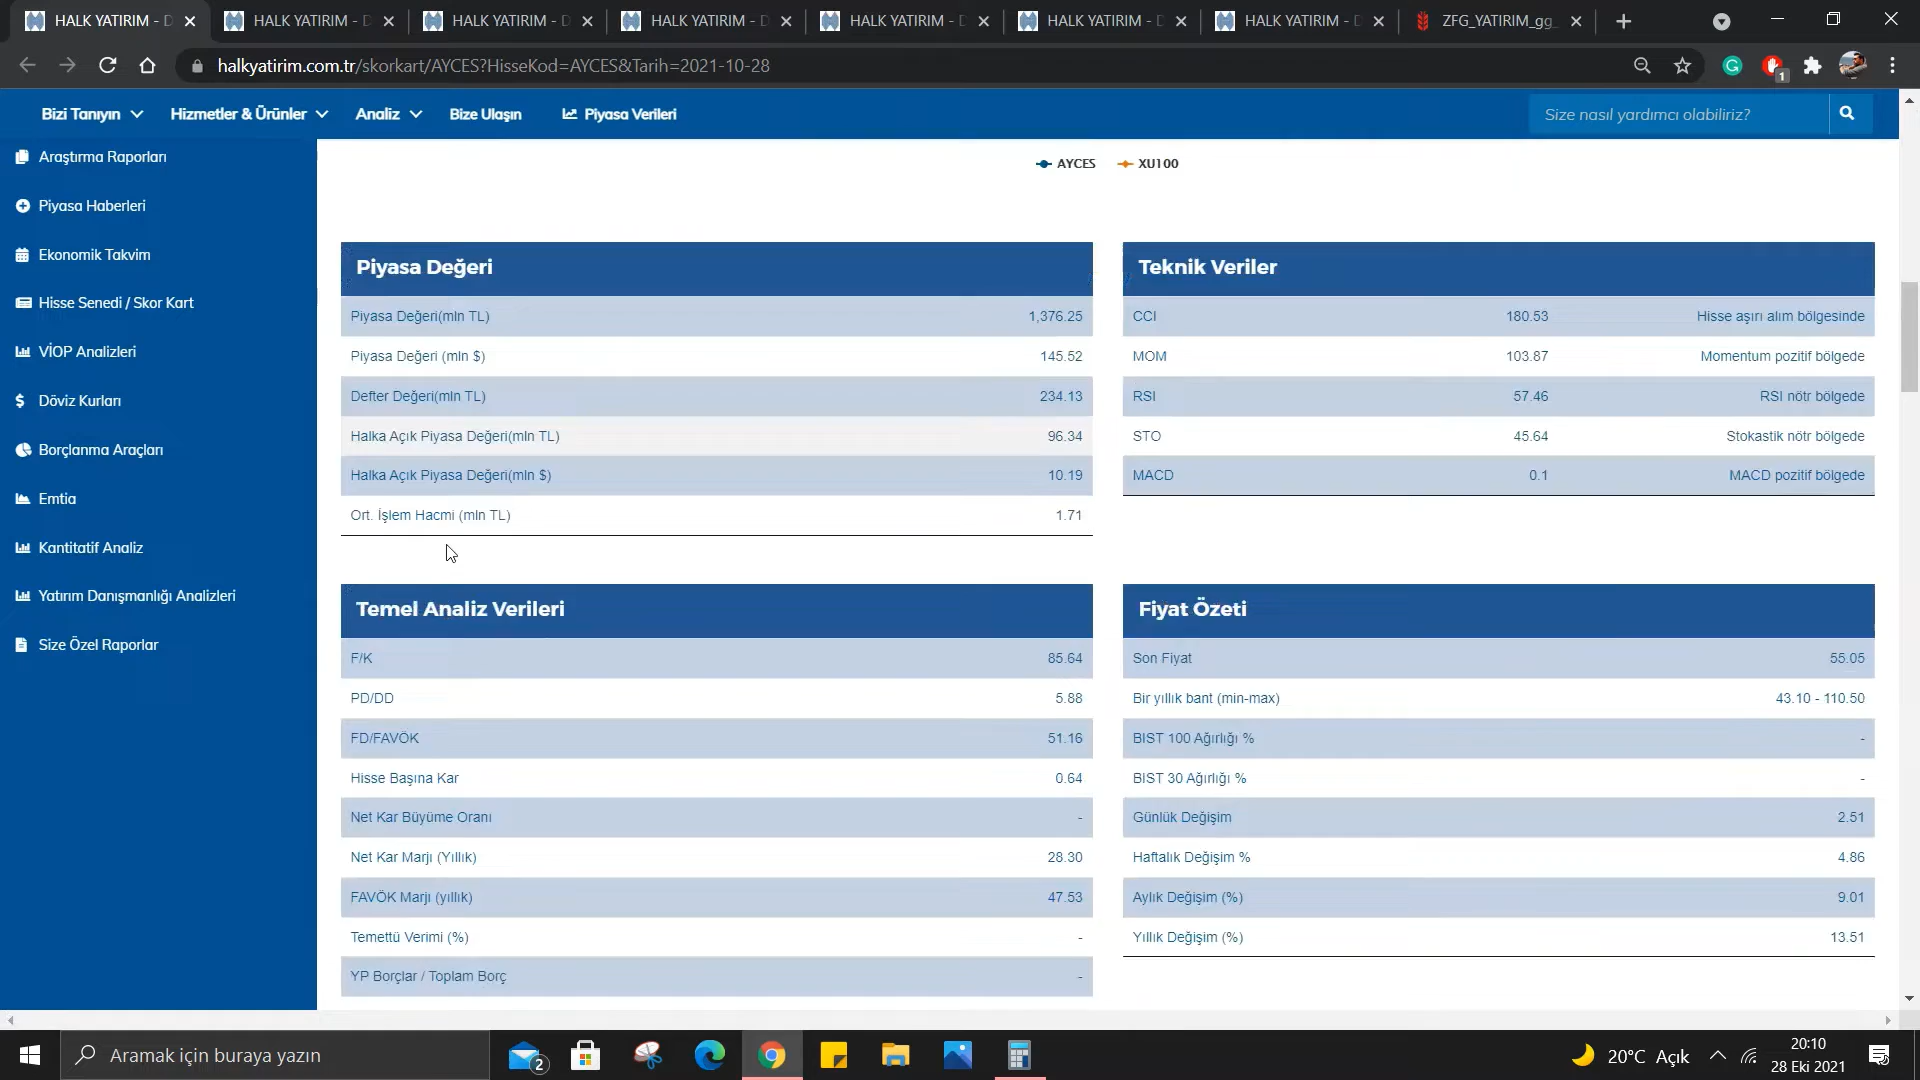 HALK YATIRIM - D
HALK YATIRIM - D
HALK YATIRIM - D
HALK YATIRIM - D
HALK YATIRIM - D
HALK YATIRIM - D
HALK YATIRIM - D
ZFG_YATIRIM_gg_
halkyatirim.com.tr/skorkart/AYCES?HisseKod=AYCES&Tarih=2021-10-28
1
Bizi Tanıyın
Hizmetler & Ürünler
Analiz
Bize Ulaşın
Piyasa Verileri
Size nasıl yardımcı olabiliriz?
Araştırma Raporları
Piyasa Haberleri
Ekonomik Takvim
Hisse Senedi / Skor Kart
VİOP Analizleri
Döviz Kurları
Borçlanma Araçları
Emtia
Kantitatif Analiz
Yatırım Danışmanlığı Analizleri
Size Özel Raporlar
AYCES XU100
Piyasa Değeri
Piyasa Değeri(mln TL) 1,376.25
Piyasa Değeri (mln $) 145.52
Defter Değeri(mln TL) 234.13
Halka Açık Piyasa Değeri(mln TL) 96.34
Halka Açık Piyasa Değeri(mln $) 10.19
Ort. İşlem Hacmi (mln TL) 1.71
Teknik Veriler
CCI 180.53 Hisse aşırı alım bölgesinde
MOM 103.87 Momentum pozitif bölgede
RSI 57.46 RSI nötr bölgede
STO 45.64 Stokastik nötr bölgede
MACD 0.1 MACD pozitif bölgede
Temel Analiz Verileri
F/K 85.64
PD/DD 5.88
FD/FAVÖK 51.16
Hisse Başına Kar 0.64
Net Kar Büyüme Oranı -
Net Kar Marjı (Yıllık) 28.30
FAVÖK Marjı (yıllık) 47.53
Temettü Verimi (%) -
YP Borçlar / Toplam Borç -
Fiyat Özeti
Son Fiyat 55.05
Bir yıllık bant (min-max) 43.10 - 110.50
BIST 100 Ağırlığı % -
BIST 30 Ağırlığı % -
Günlük Değişim 2.51
Haftalık Değişim % 4.86
Aylık Değişim (%) 9.01
Yıllık Değişim (%) 13.51
Aramak için buraya yazın
2
20°C Açık
20:10
28 Eki 2021